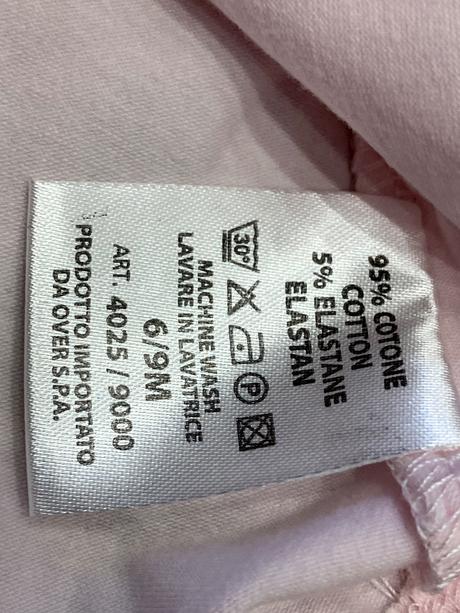 95% COTONE
COTTON
5% ELASTANE
ELASTAN
30° P
MACHINE WASH
LAVARE IN LAVATRICE
6/9M
ART. 4025 / 9000
PRODOTTO IMPORTATO
DA OVER S.P.A.